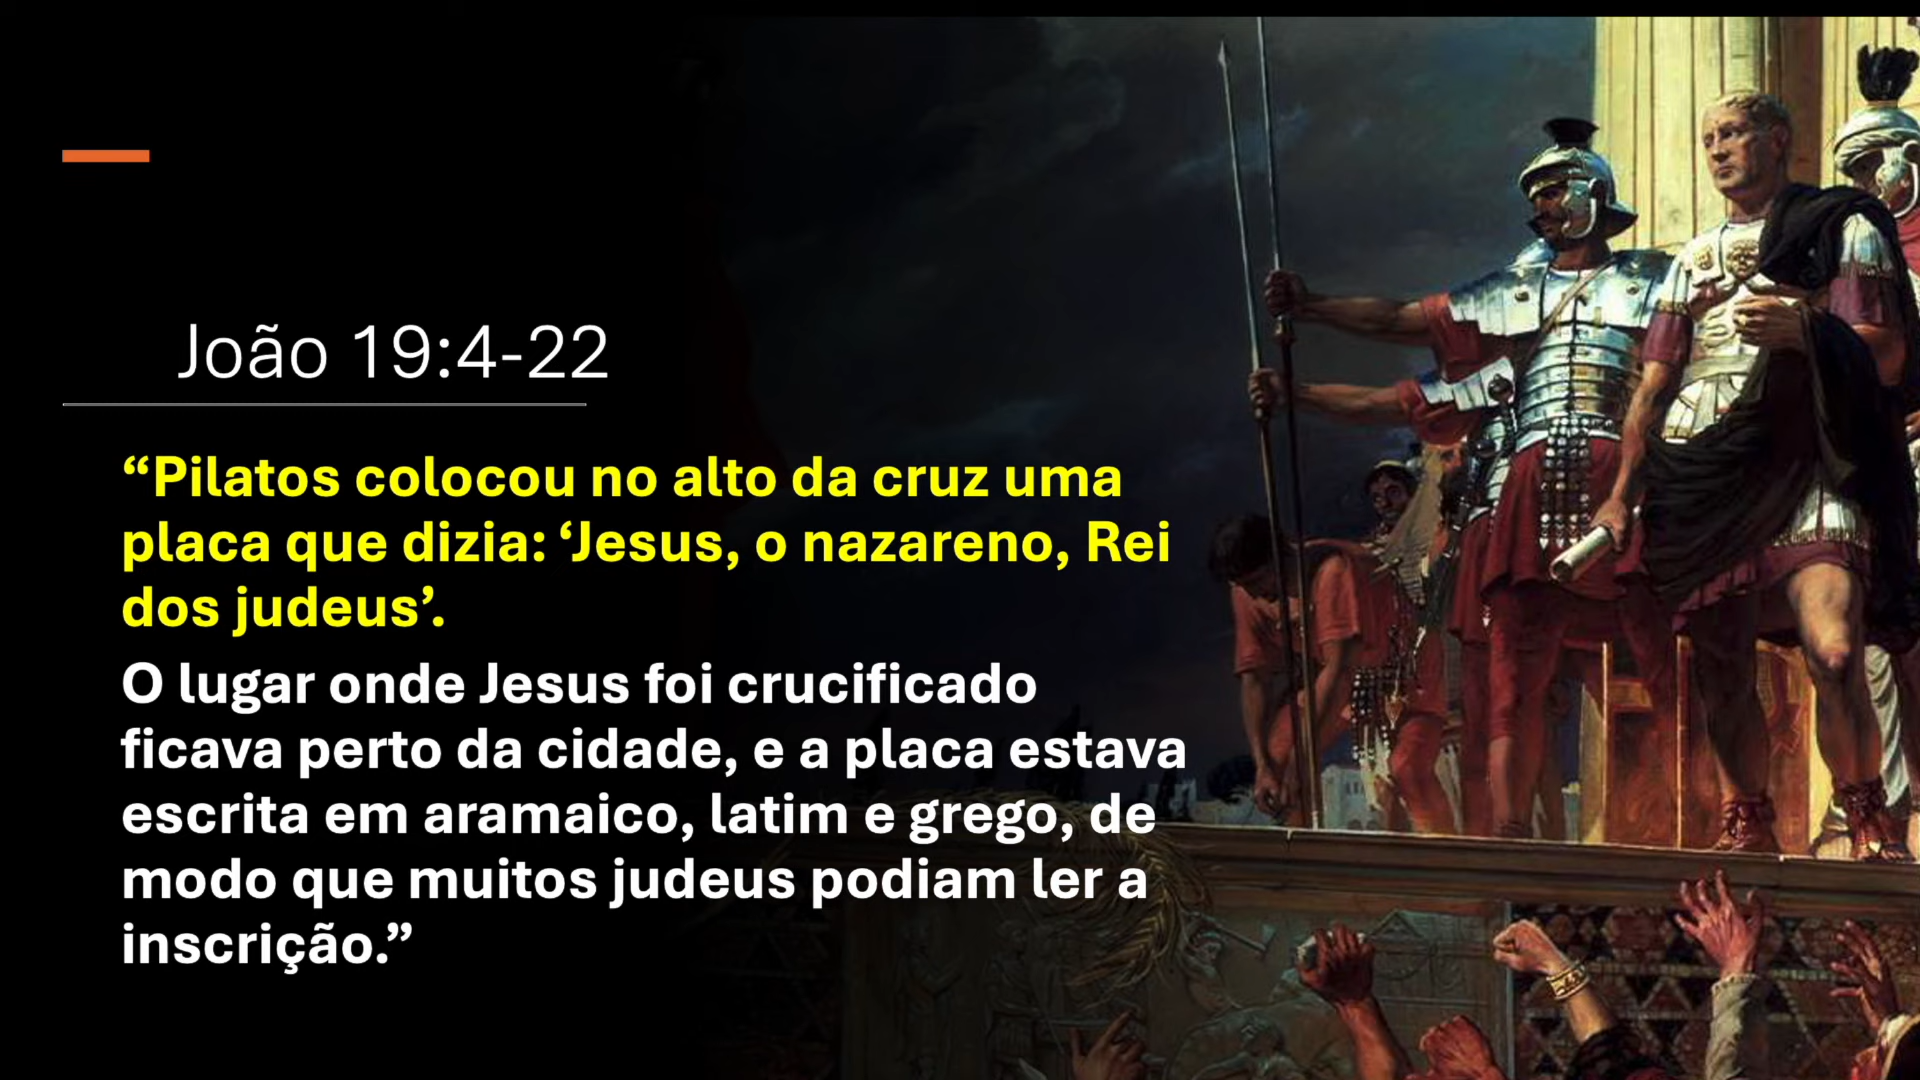 João 19:4-22
“Pilatos colocou no alto da cruz uma
placa que dizia: ‘Jesus, o nazareno, Rei
dos judeus’.
O lugar onde Jesus foi crucificado
ficava perto da cidade, e a placa estava
escrita em aramaico, latim e grego, de
modo que muitos judeus podiam ler a
inscrição.”